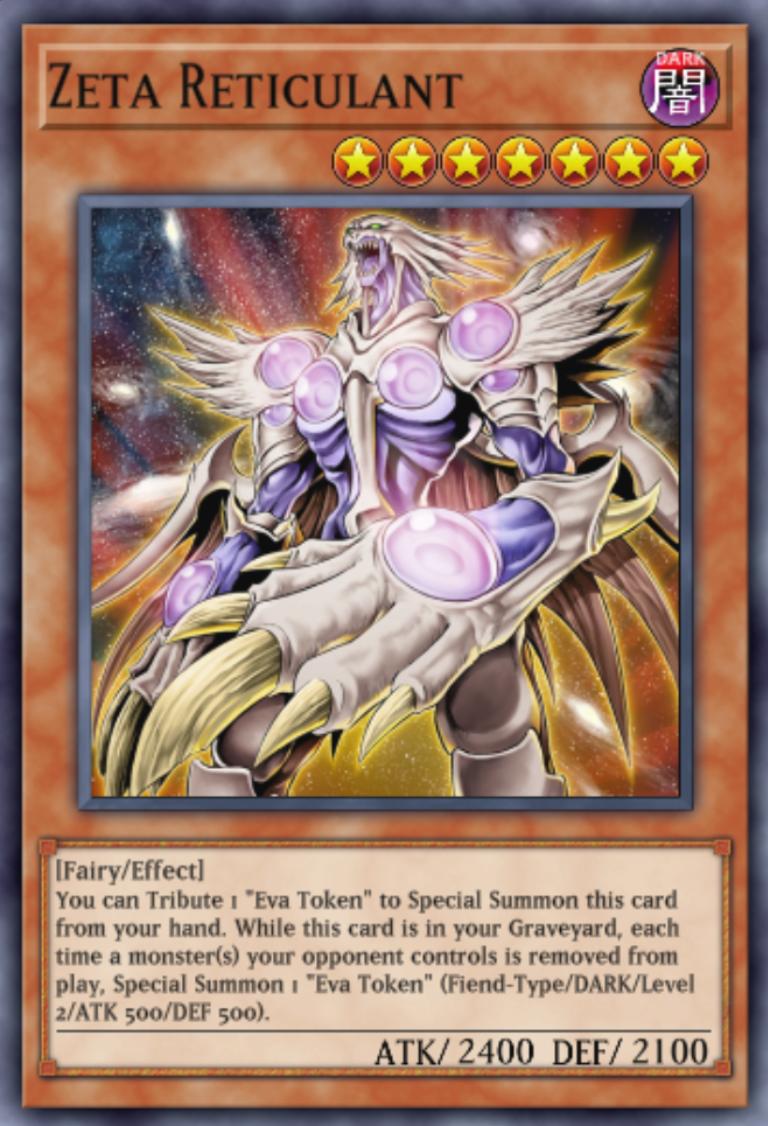 Zeta Reticulant
DARK
闇
[Fairy/Effect]
You can Tribute 1 "Eva Token" to Special Summon this card
from your hand. While this card is in your Graveyard, each
time a monster(s) your opponent controls is removed from
play, Special Summon 1 "Eva Token" (Fiend-Type/DARK/Level
2/ATK 500/DEF 500).
ATK/ 2400 DEF/ 2100